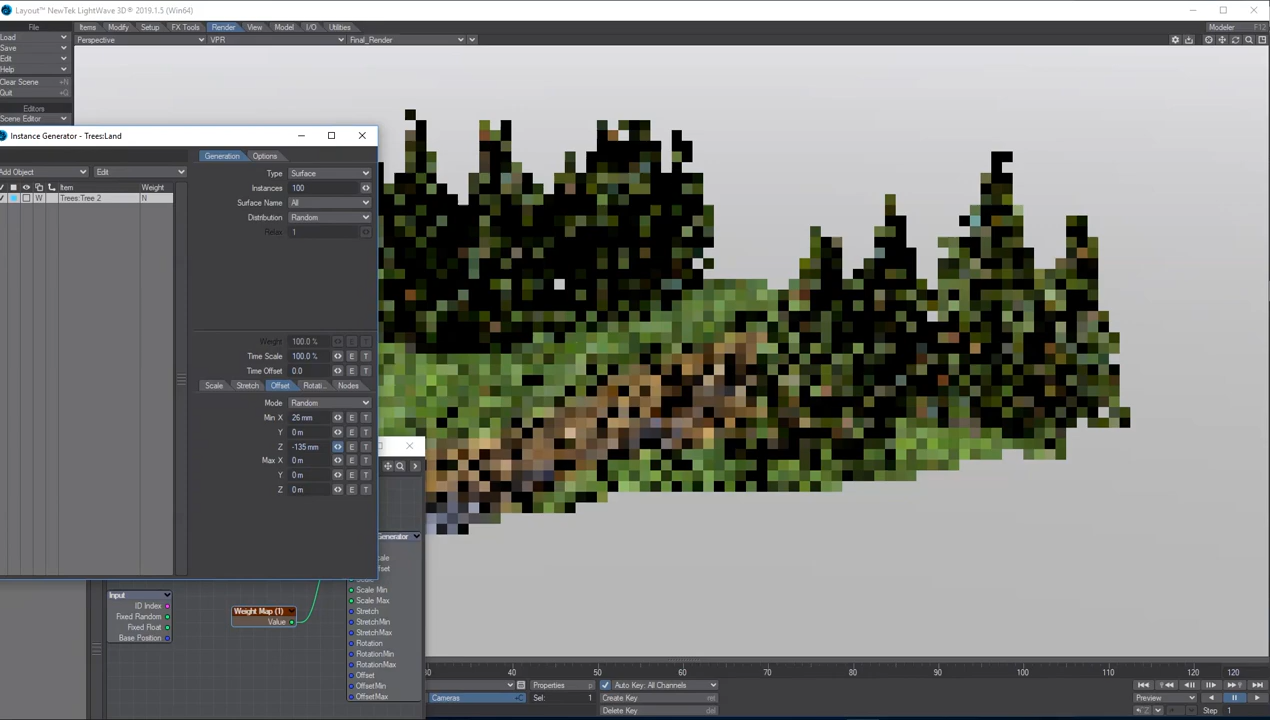 Layout™ NewTek LightWave 3D® 2019.1.5 (Win64)
File
Items
Modify
Setup
FX Tools
Render
View
Model
I/O
Utilities
Modeler
F12
Load
Perspective
VPR
Final_Render
Save
Edit
Help
Clear Scene
+N
Quit
+Q
Editors
Scene Editor
Instance Generator - Trees:Land
Generation
Options
Add Object
Edit
Type
Surface
Item
Weight
Instances
100
W
Trees:Tree 2
N
Surface Name
All
Distribution
Random
Relax
1
Weight
100.0 %
E
T
Time Scale
100.0 %
E
T
Time Offset
0.0
E
T
Scale
Stretch
Offset
Rotati..
Nodes
Mode
Random
Min X
26 mm
E
T
Y
0 m
E
T
Z
-135 mm
E
T
Max X
0 m
E
T
Y
0 m
E
T
Z
0 m
E
T
Generator
Scale Min
Scale Max
Stretch
StretchMin
StretchMax
Rotation
RotationMin
RotationMax
Offset
OffsetMin
OffsetMax
Input
ID Index
Fixed Random
Fixed Float
Base Position
Weight Map (1)
Value
40
50
60
70
80
90
100
110
120
120
Properties
p
Auto Key: All Channels
Cameras
Sel:
1
Create Key
ret
Delete Key
del
Preview
Step
1